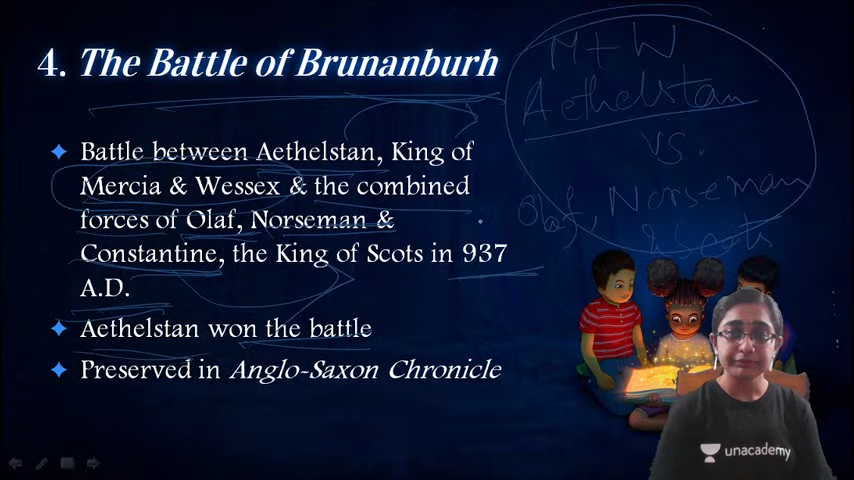 4. The Battle of Brunanburh
Battle between Aethelstan, King of
Mercia & Wessex & the combined
forces of Olaf, Norseman &
Constantine, the King of Scots in 937
A.D.
Aethelstan won the battle
Preserved in Anglo-Saxon Chronicle
M + W
Aethelstan
VS.
Olaf, Norseman
& Scots
unacademy